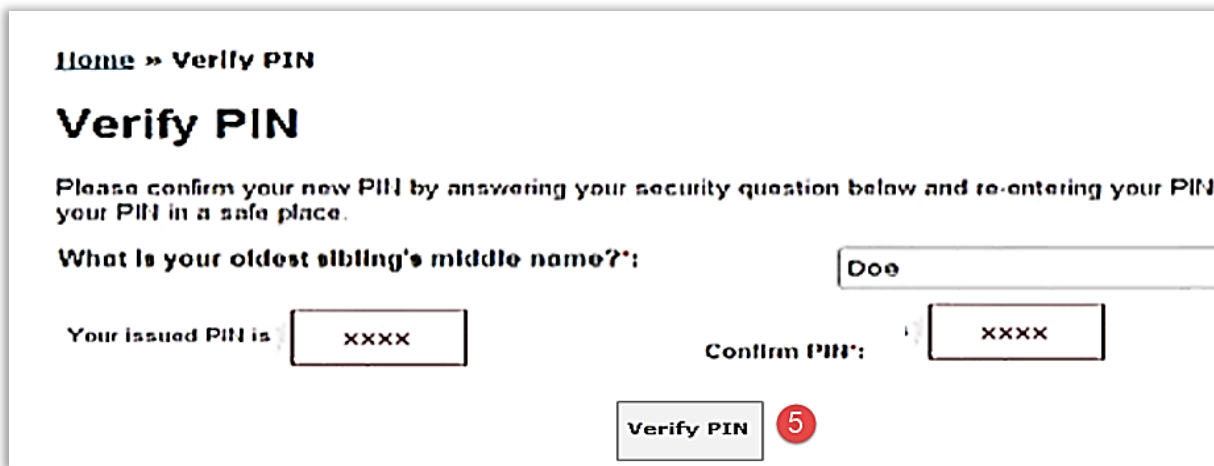 Home » Verify PIN
Verify PIN
Please confirm your new PIN by answering your security question below and re-entering your PIN
your PIN in a safe place.
What is your oldest sibling's middle name?*:
Doe
Your issued PIN is xxxx
Confirm PIN*: xxxx
Verify PIN 5